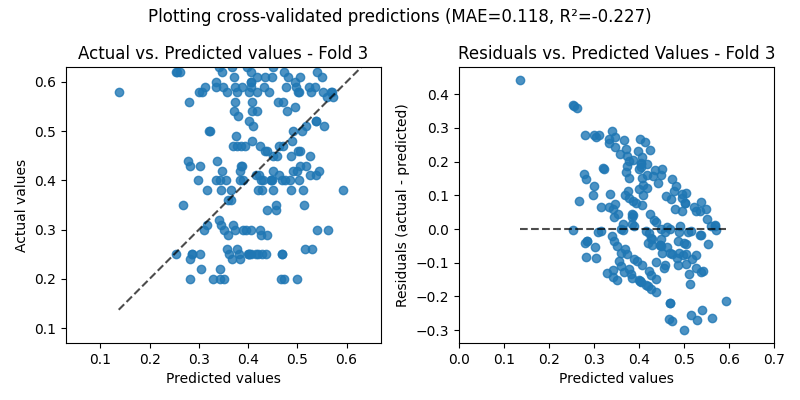 Plotting cross-validated predictions (MAE=0.118, R²=-0.227)
Actual vs. Predicted values - Fold 3
Residuals vs. Predicted Values - Fold 3
Actual values
0.6
0.5
0.4
0.3
0.2
0.1
0.1 0.2 0.3 0.4 0.5 0.6
Predicted values
Residuals (actual - predicted)
0.4
0.3
0.2
0.1
0.0
−0.1
−0.2
−0.3
0.0 0.1 0.2 0.3 0.4 0.5 0.6 0.7
Predicted values